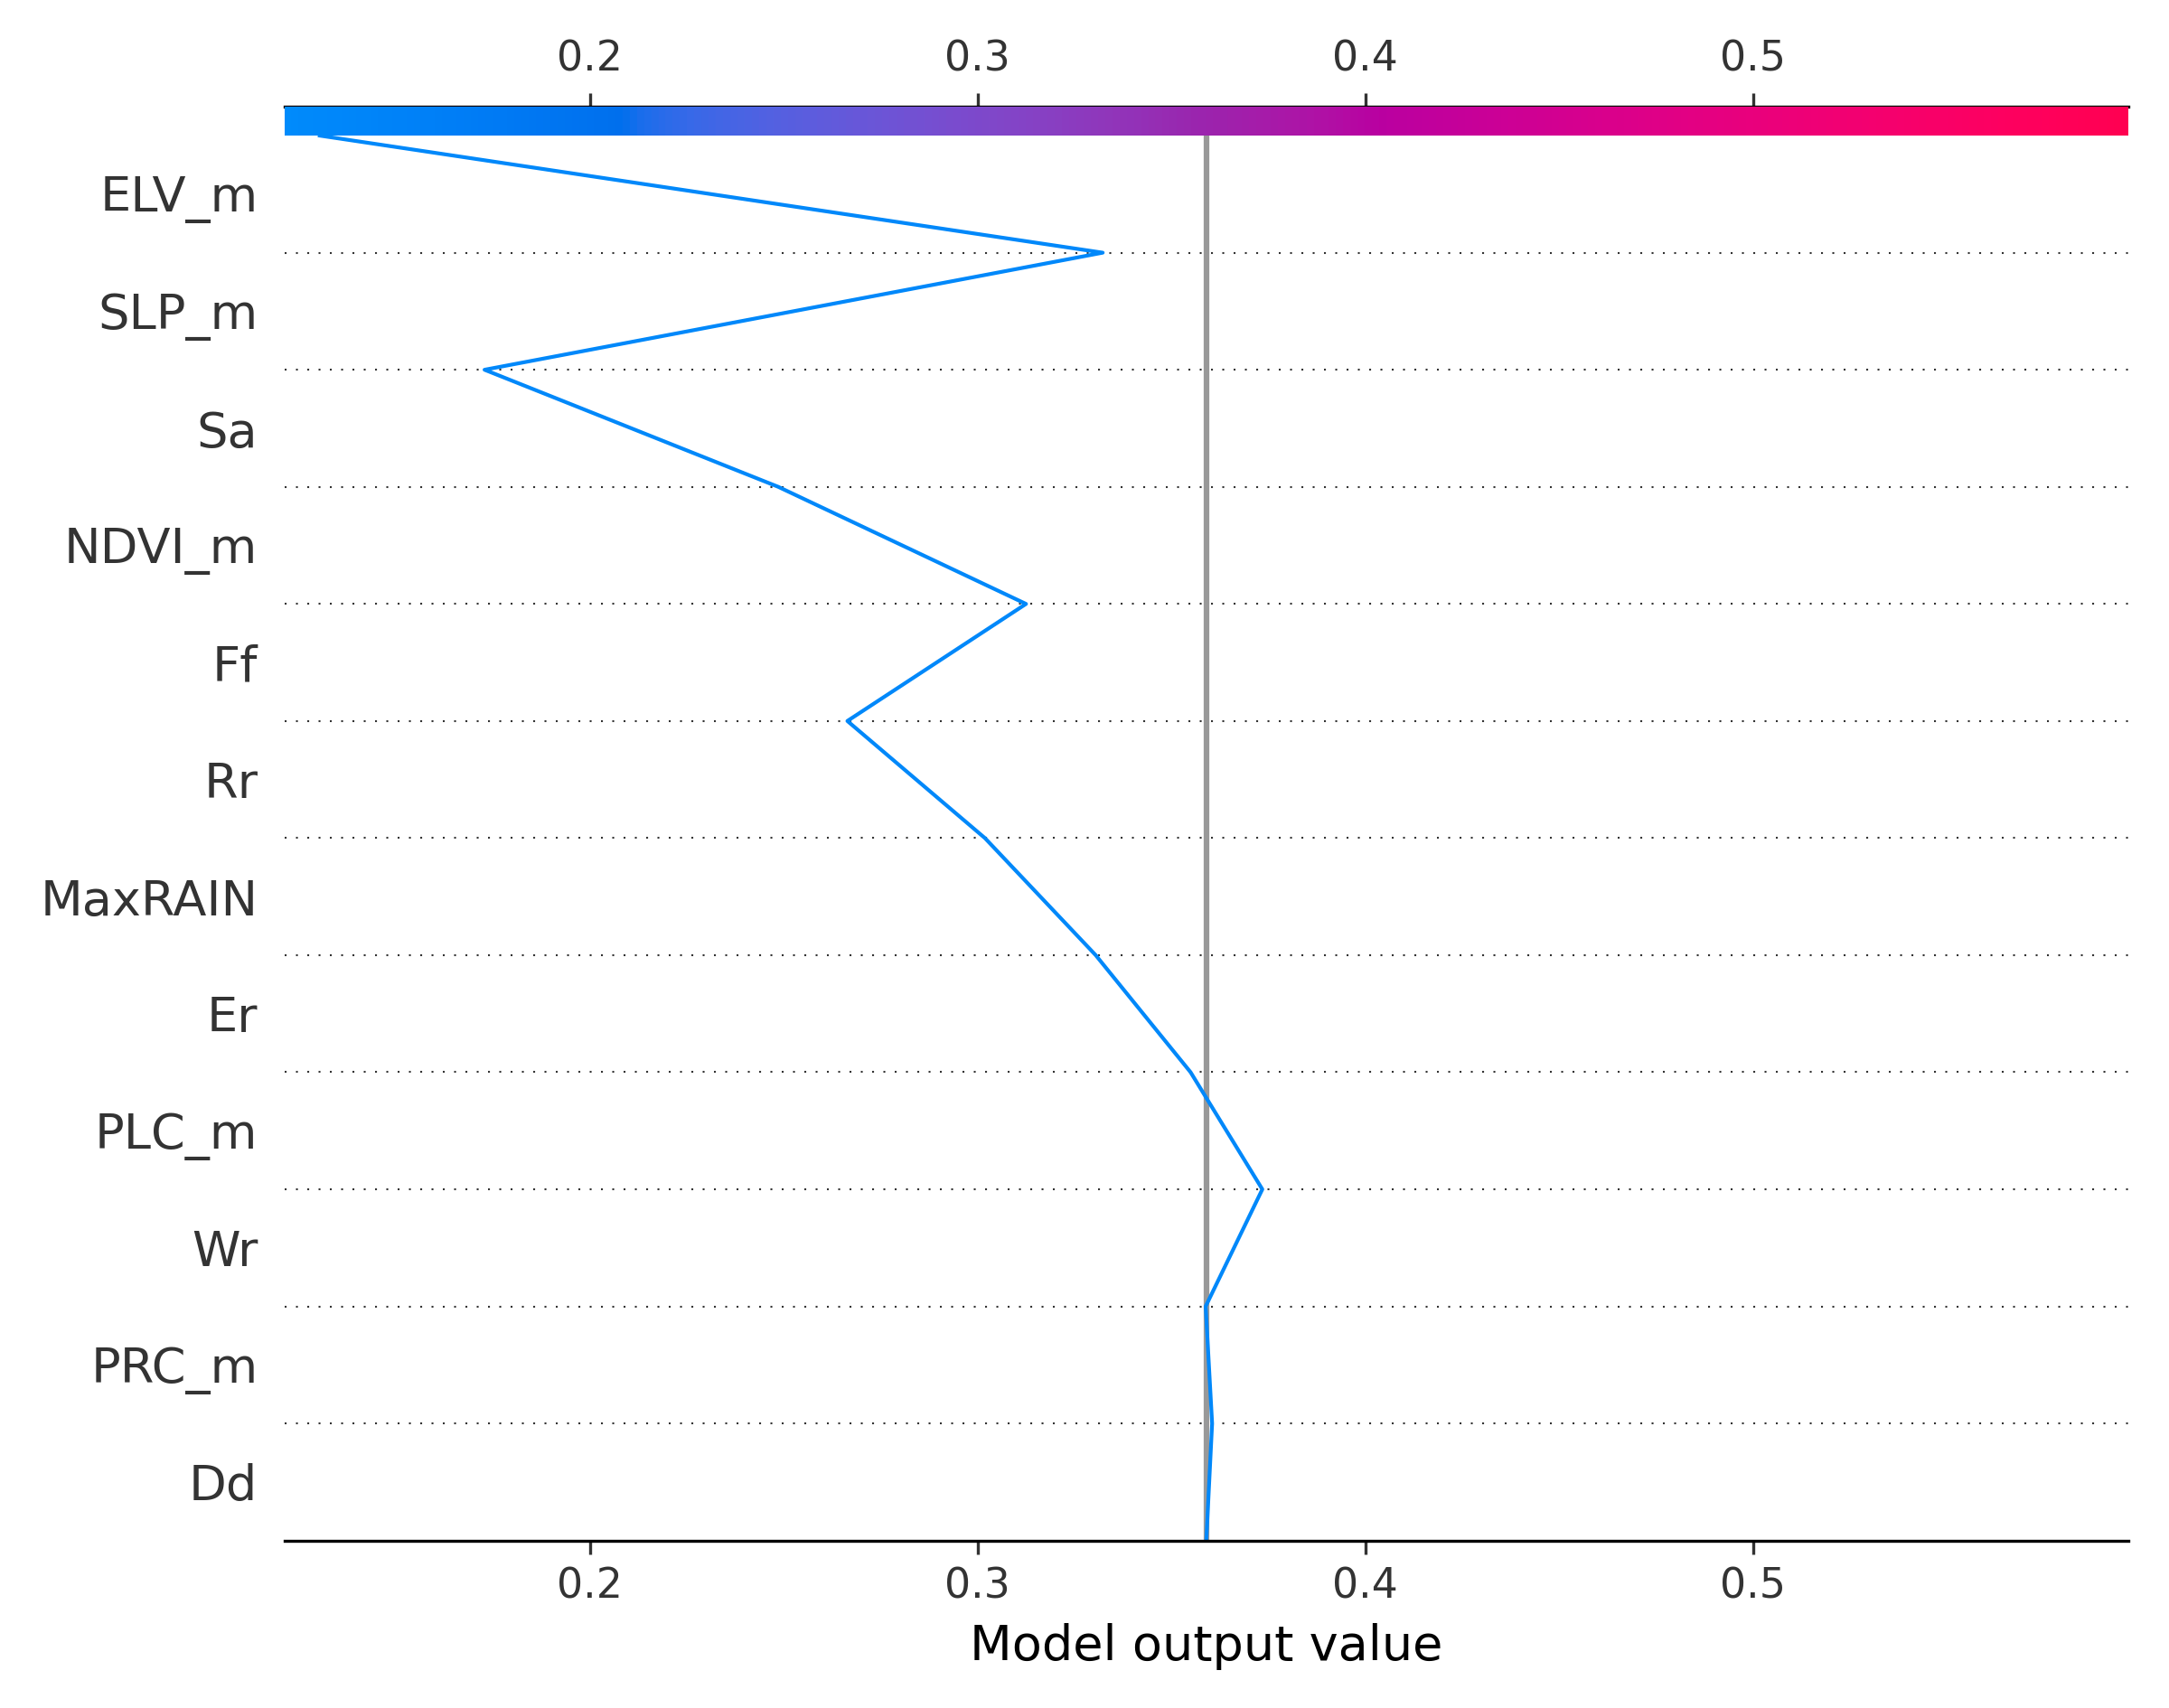 0.2 0.3 0.4 0.5
ELV_m
SLP_m
Sa
NDVI_m
Ff
Rr
MaxRAIN
Er
PLC_m
Wr
PRC_m
Dd
0.2 0.3 0.4 0.5
Model output value